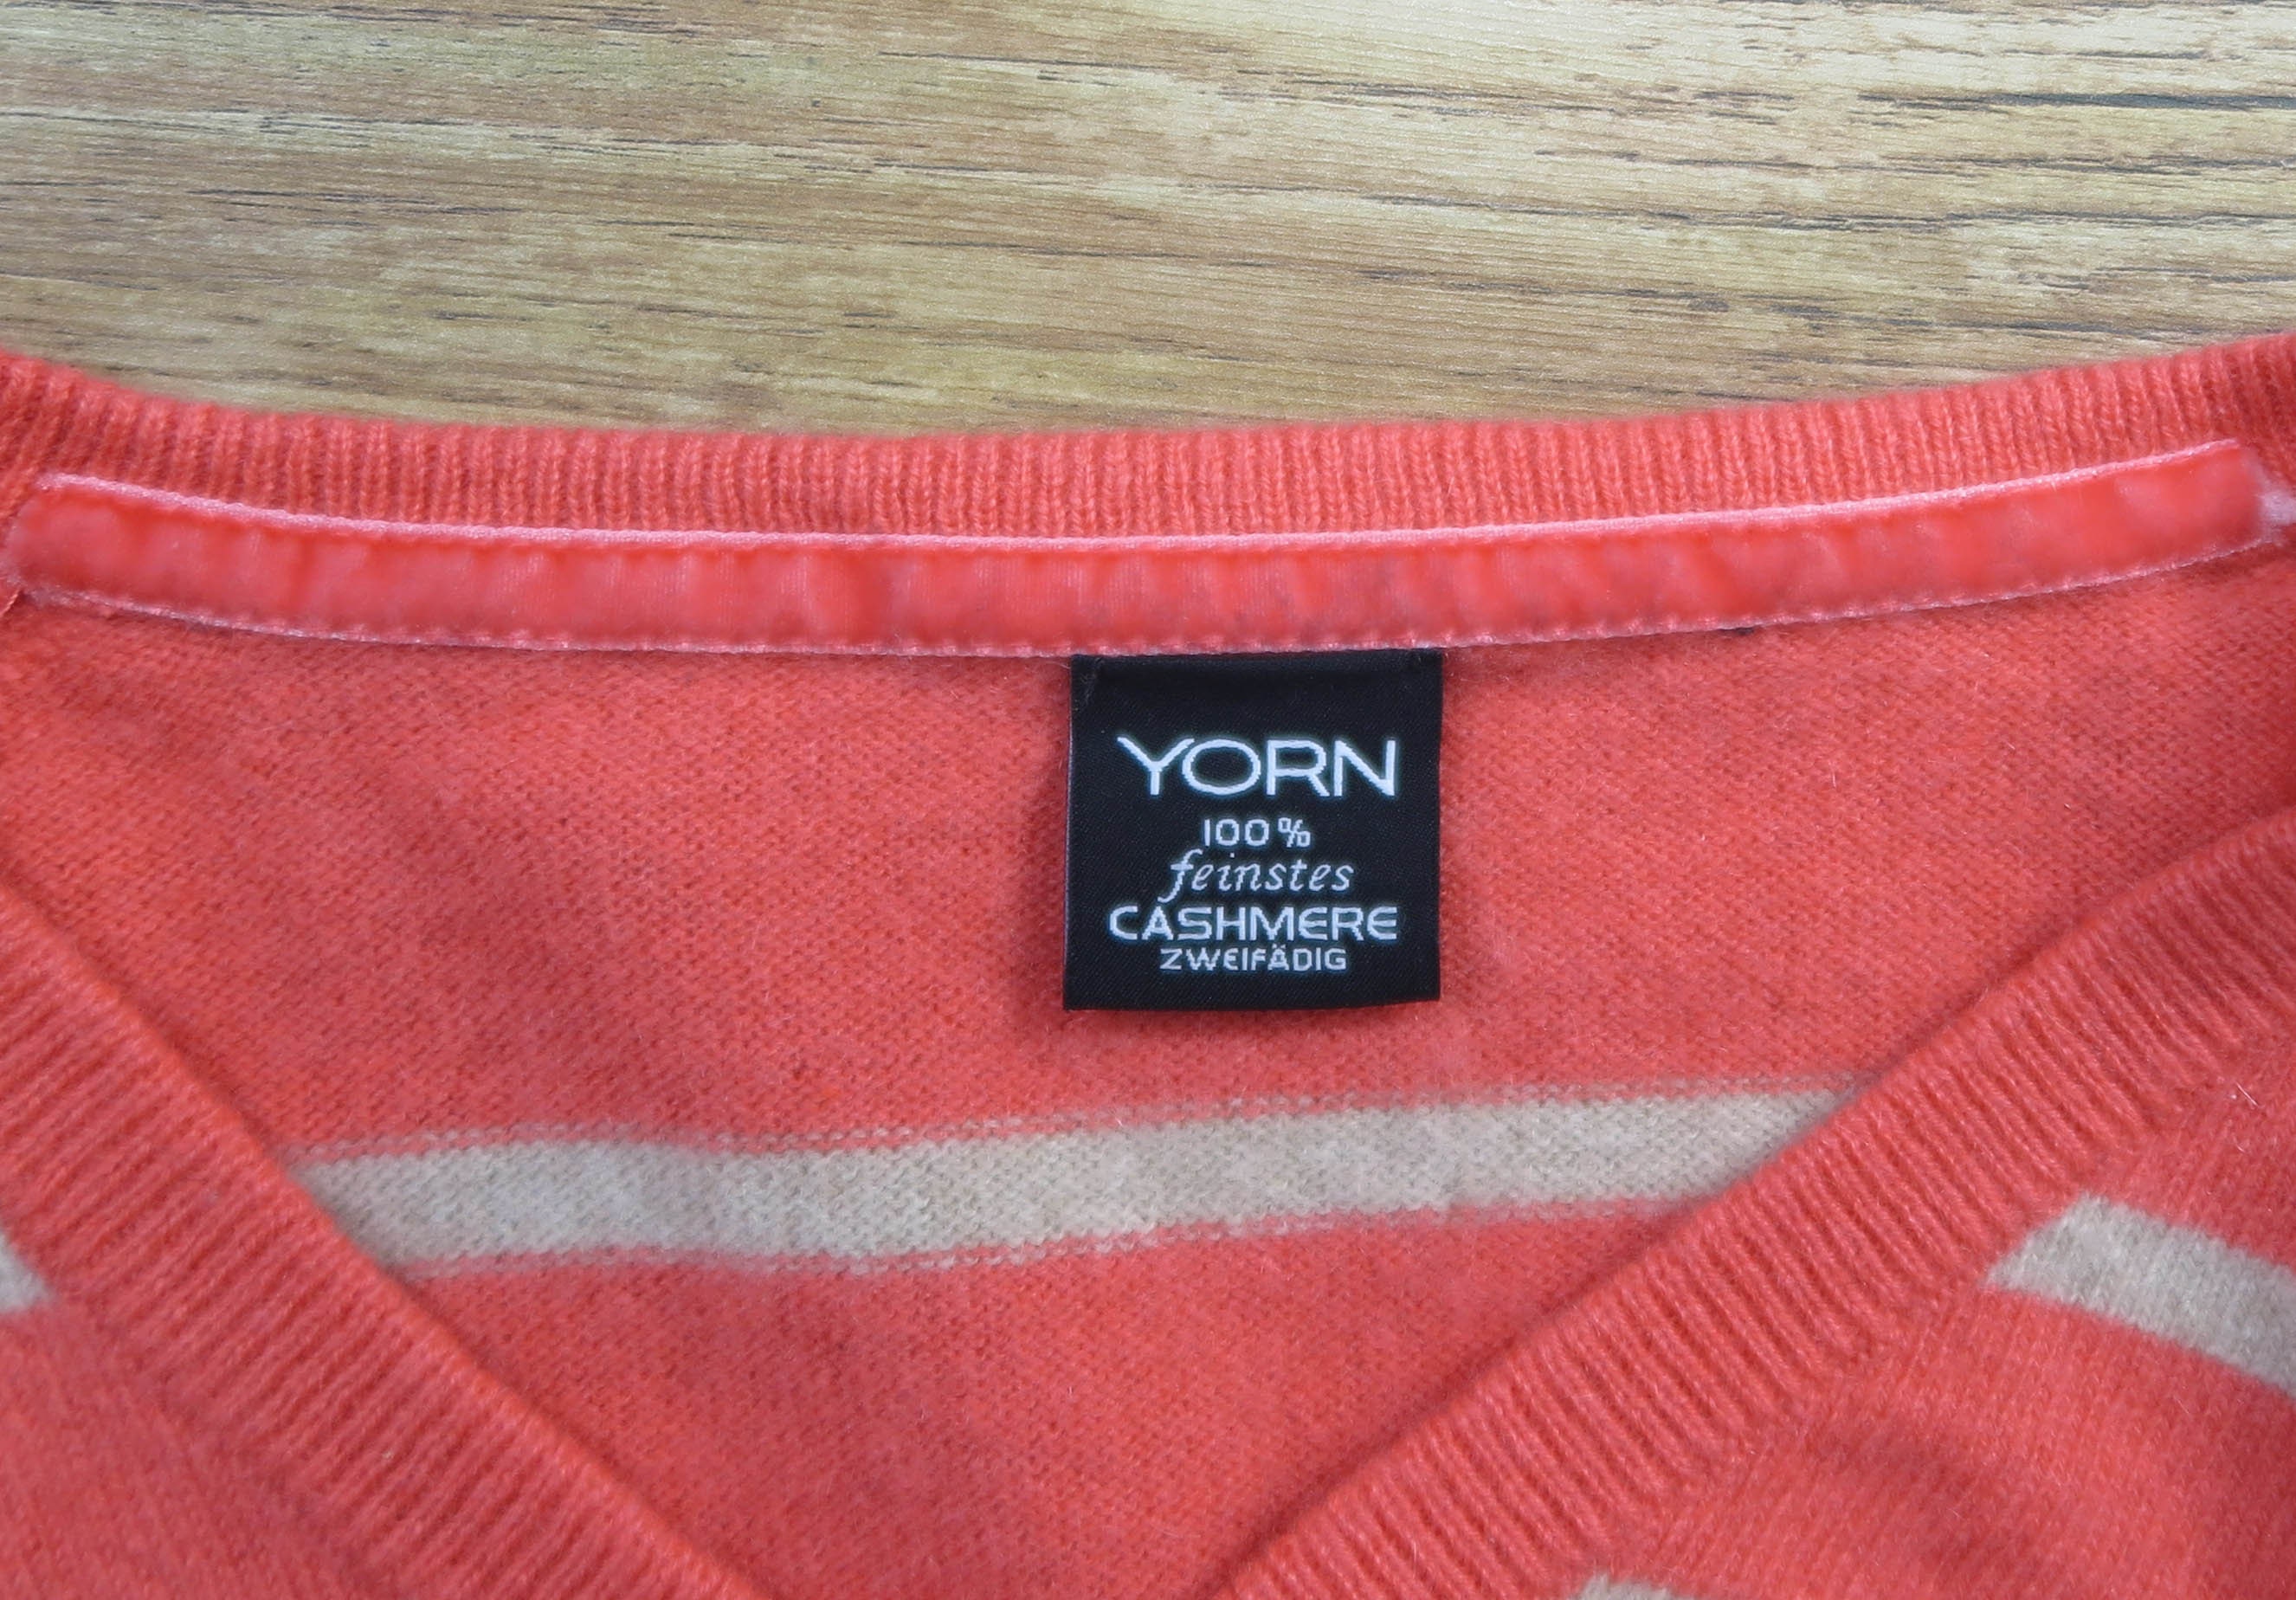 YORN
100%
feinstes
CASHMERE
ZWEIFÄDIG